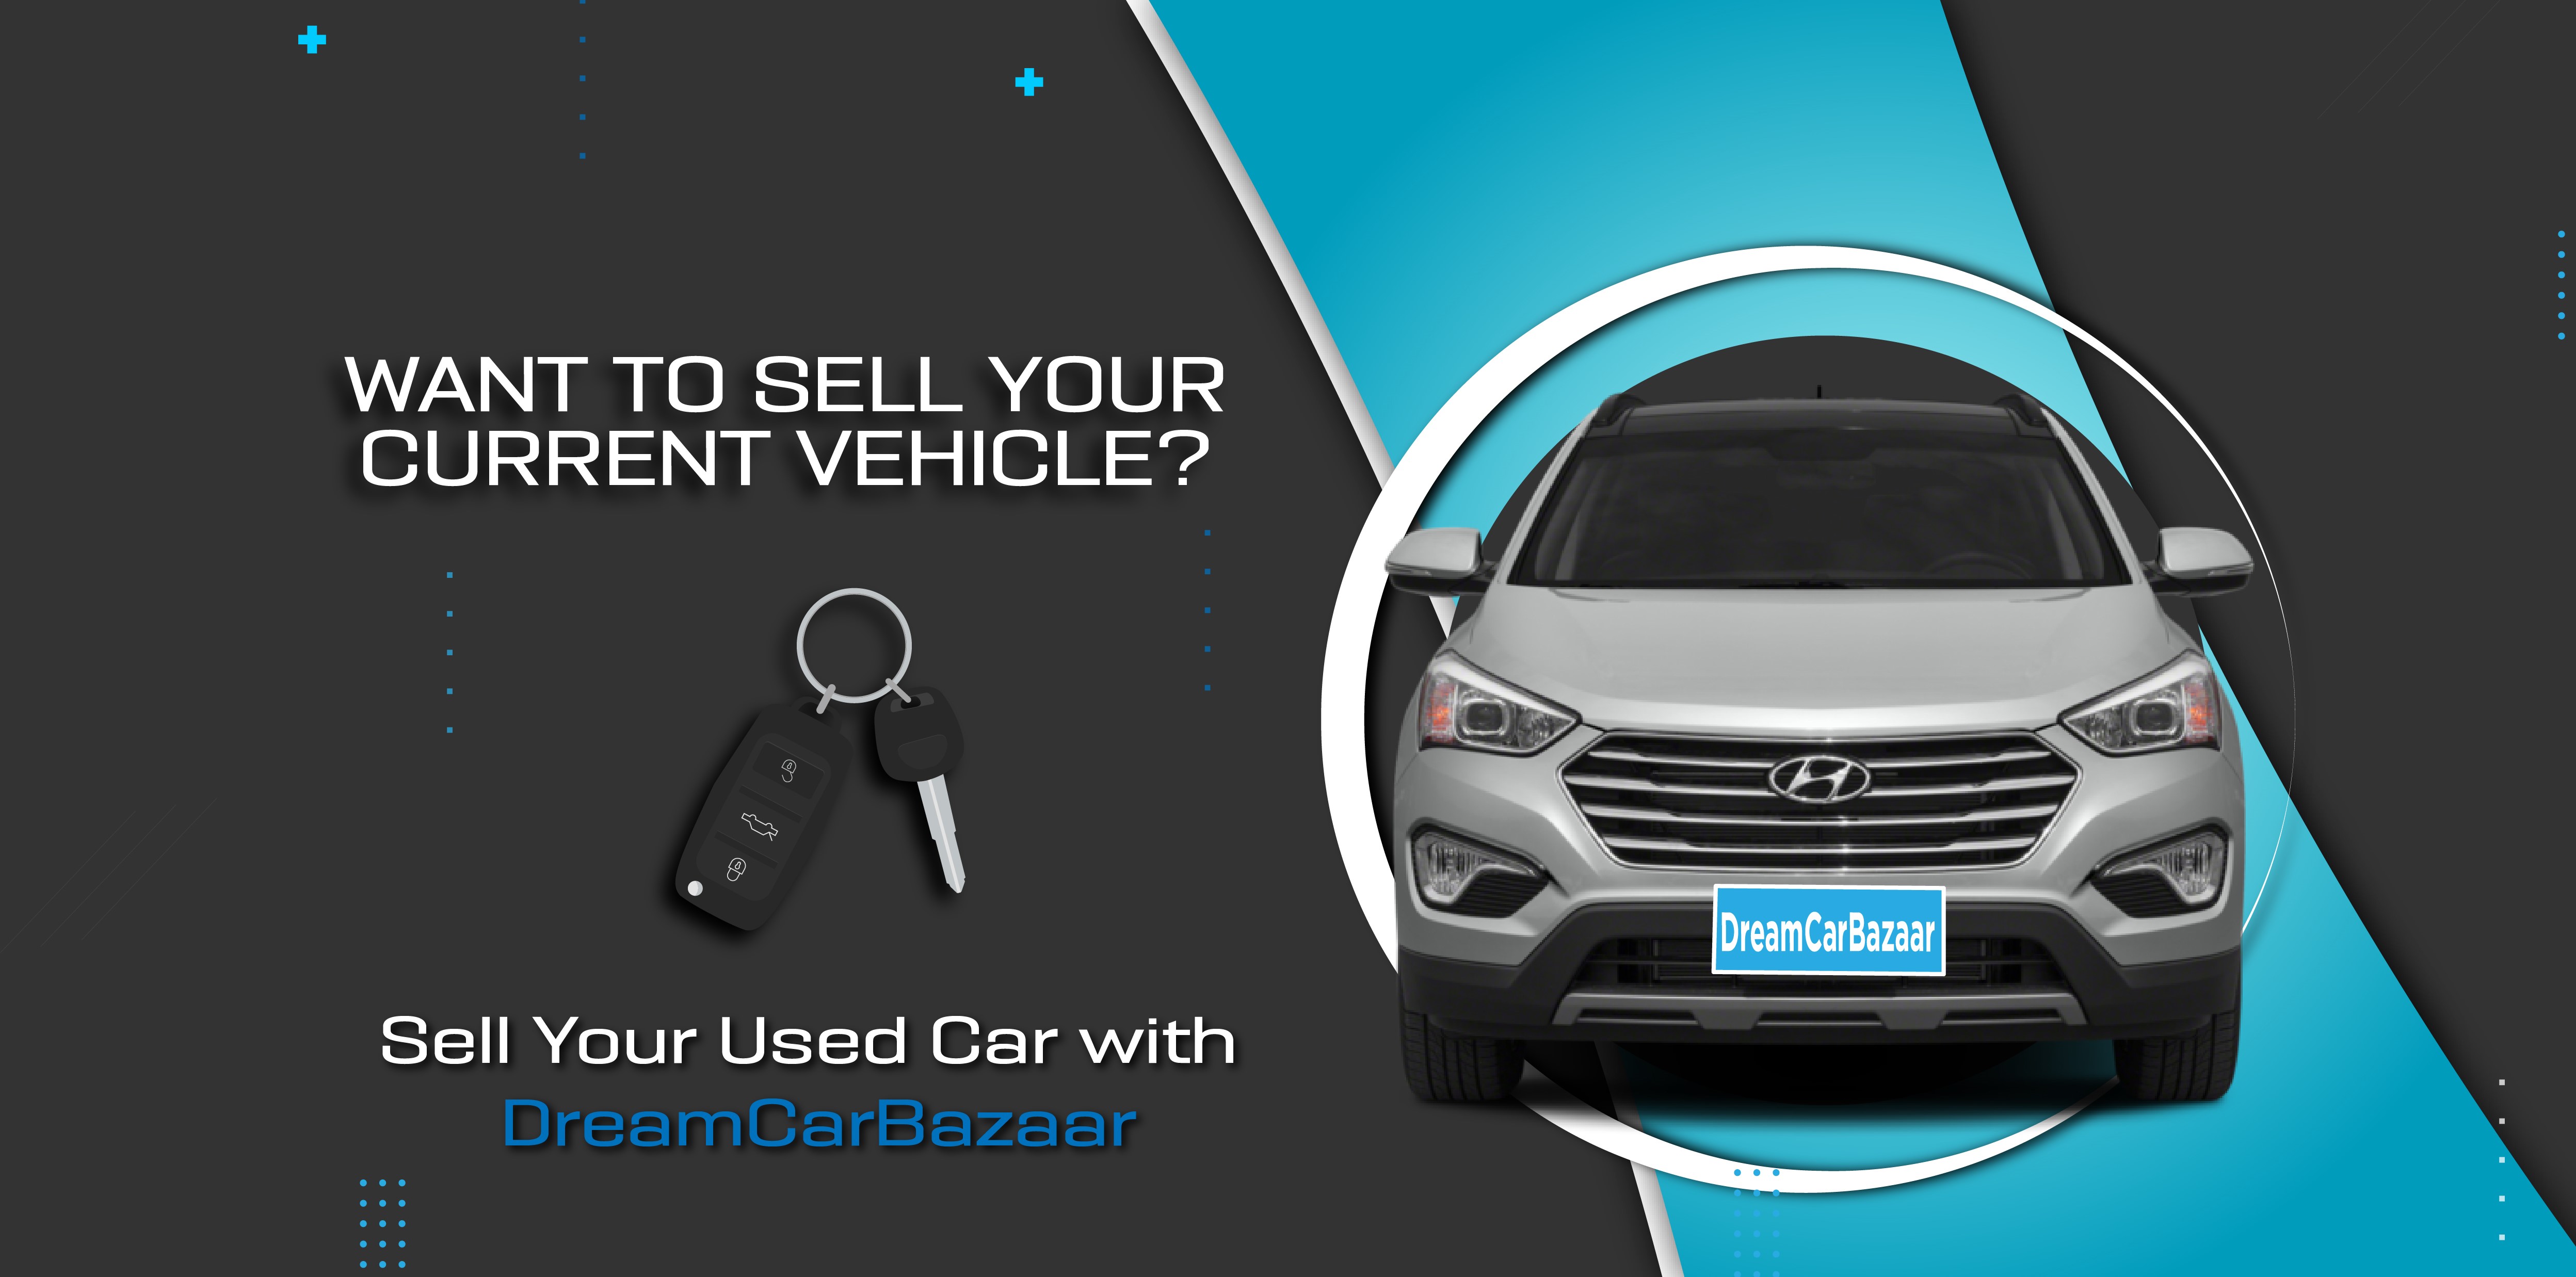 WANT TO SELL YOUR
CURRENT VEHICLE?
Sell Your Used Car with
DreamCarBazaar
DreamCarBazaar